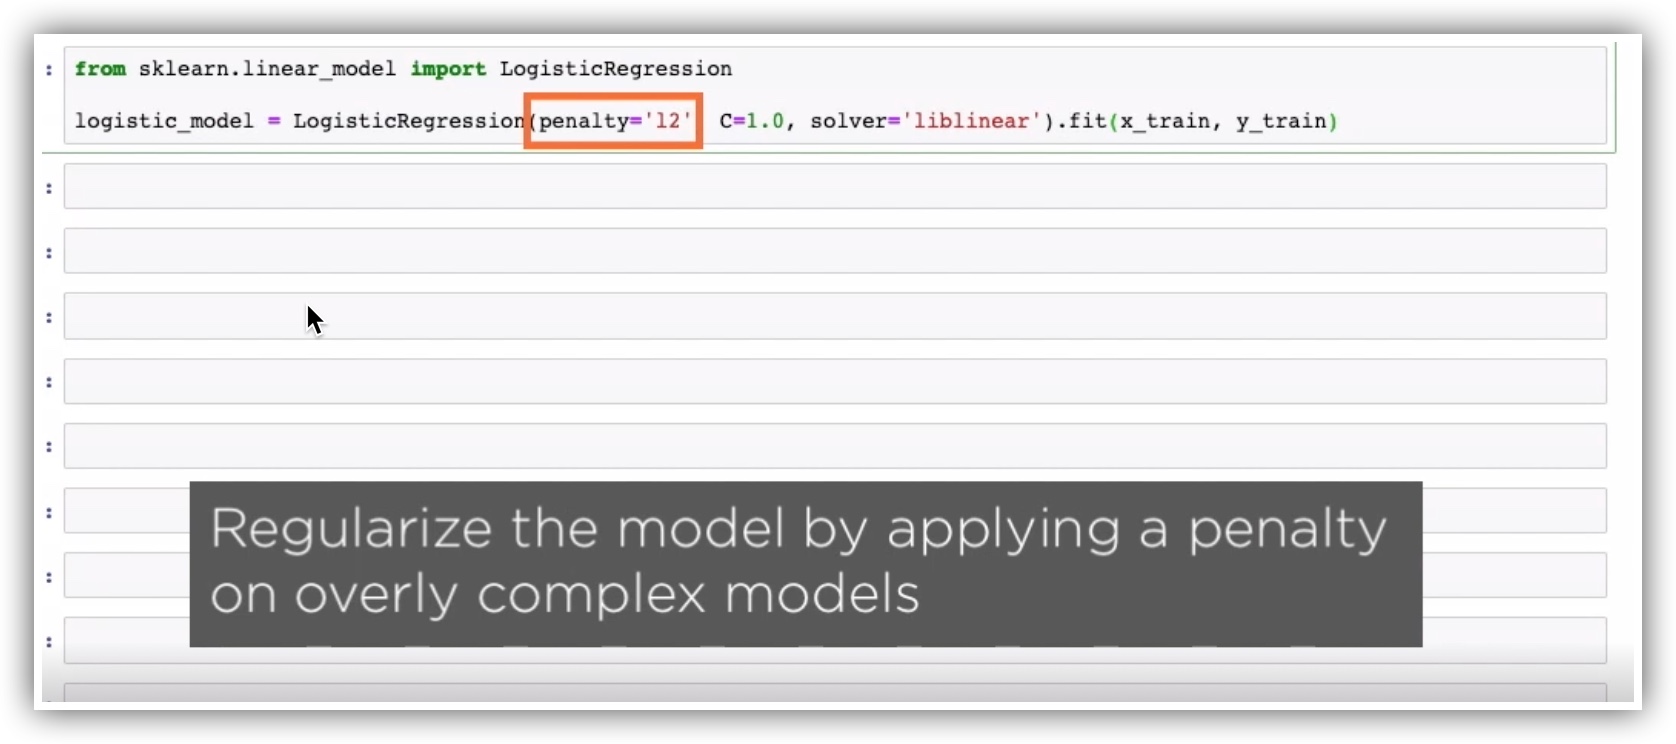 : from sklearn.linear_model import LogisticRegression
logistic_model = LogisticRegression(penalty='l2' C=1.0, solver='liblinear').fit(x_train, y_train)
:
:
:
:
:
:
:
:
Regularize the model by applying a penalty
on overly complex models